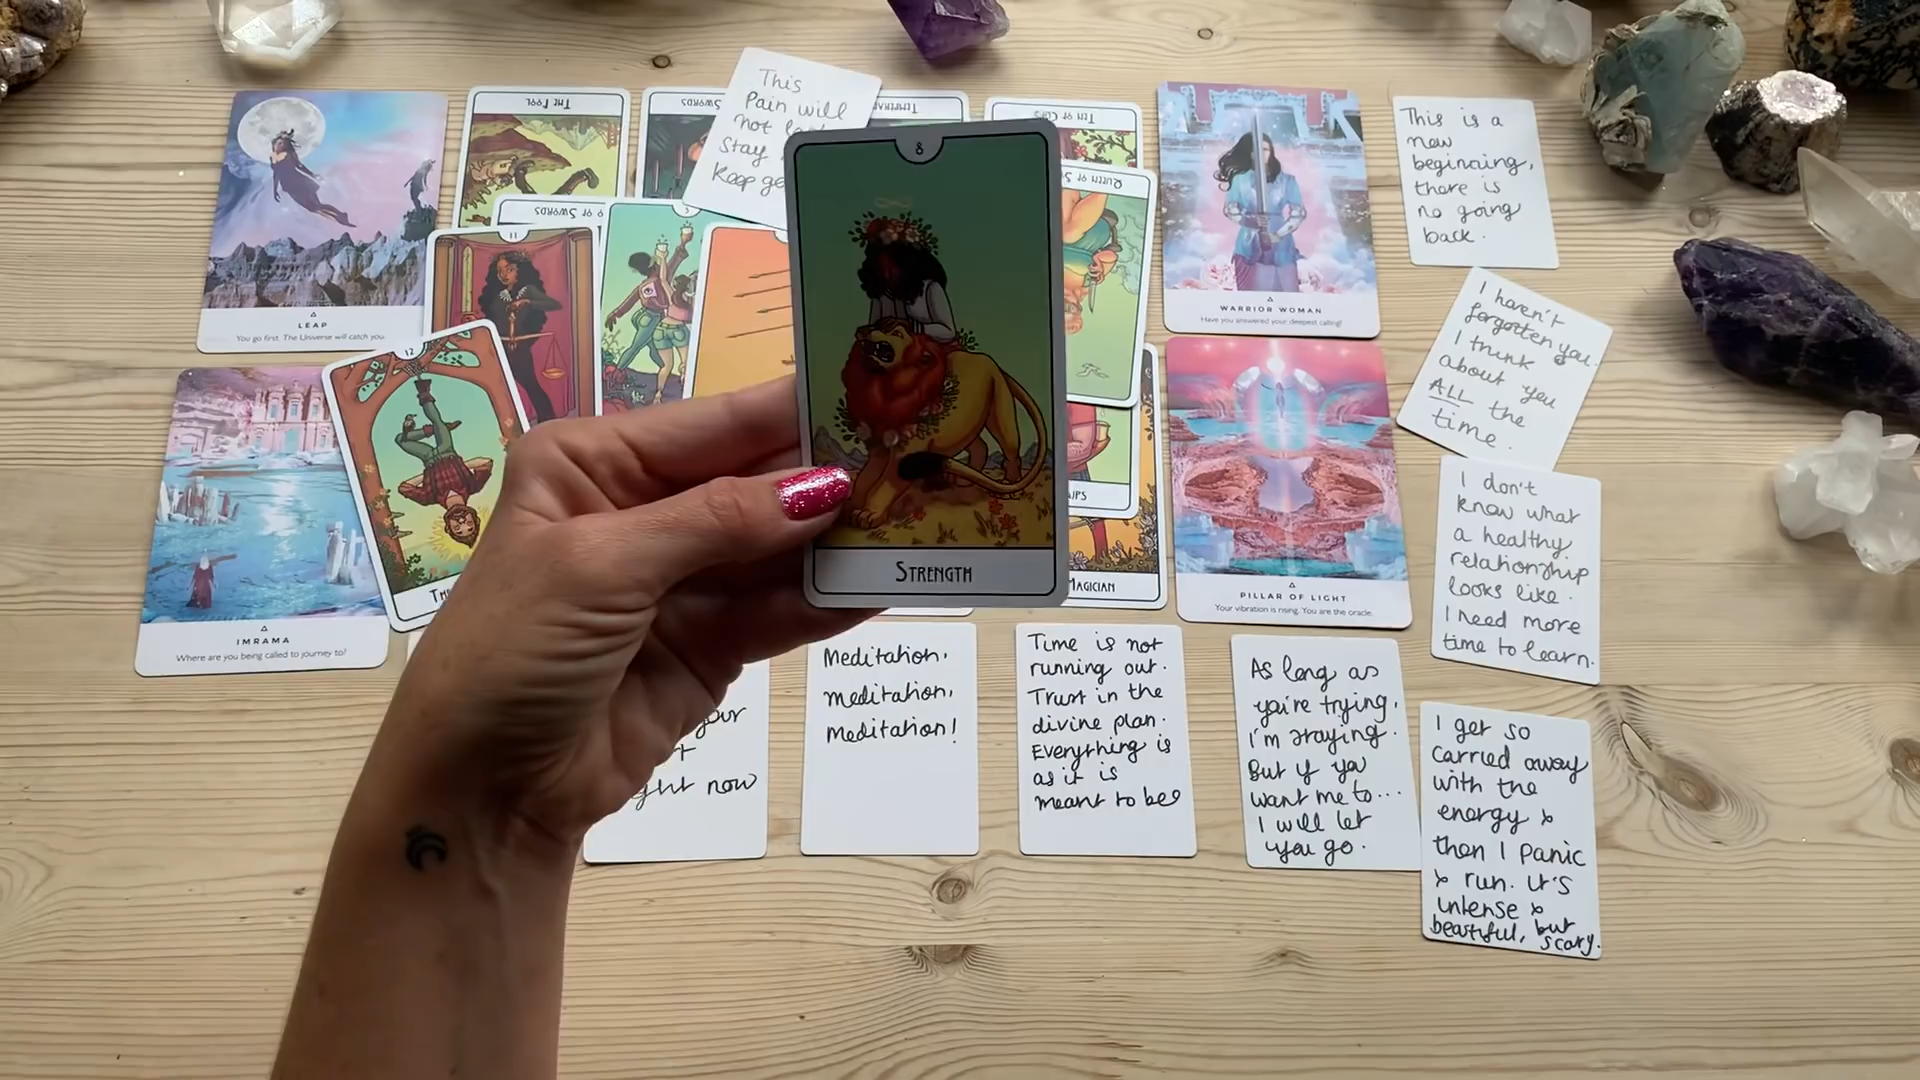 THE FOOL
SWORDS
TEN OF CUPS
9 OF SWORDS
11
5
12
8
STRENGTH
MAGICIAN
This
Pain will
not
Stay
Keep
LEAP
You go first. The Universe will catch you.
IMRAMA
Where are you being called to journey to?
WARRIOR WOMAN
Have you answered your deepest calling?
PILLAR OF LIGHT
Your vibration is rising. You are the oracle.
This is a
new
beginning,
there is
no going
back.
I haven't
forgotten you.
I think
about you
ALL the
time.
I don't
know what
a healthy
relationship
looks like.
I need more
time to learn.
your
now
Meditation,
meditation,
meditation!
Time is not
running out.
Trust in the
divine plan.
Everything is
as it is
meant to be
As long as
you're trying,
I'm staying.
But if you
want me to...
I will let
you go.
I get so
carried away
with the
energy &
then I panic
& run. It's
intense &
beautiful, but
scary.